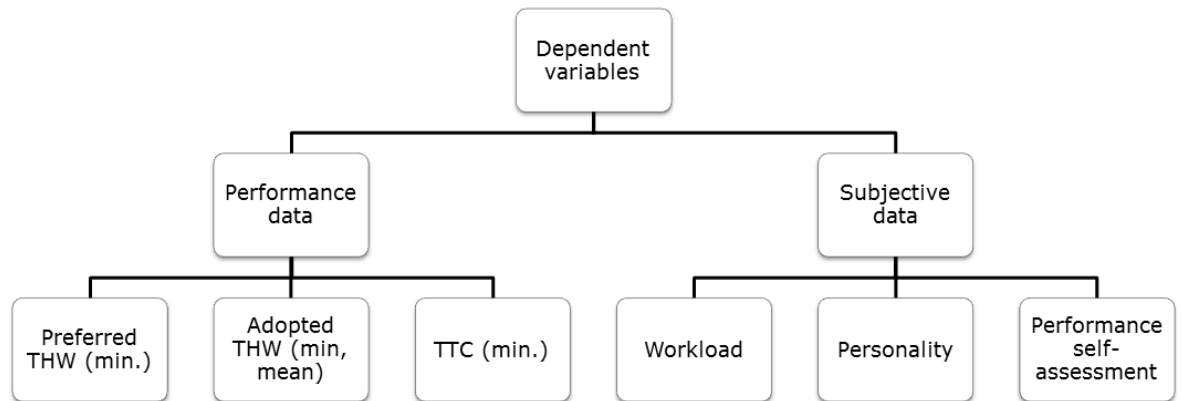 Dependent
variables
Performance
data
Subjective
data
Preferred
THW (min.)
Adopted
THW (min,
mean)
TTC (min.)
Workload
Personality
Performance
self-
assessment